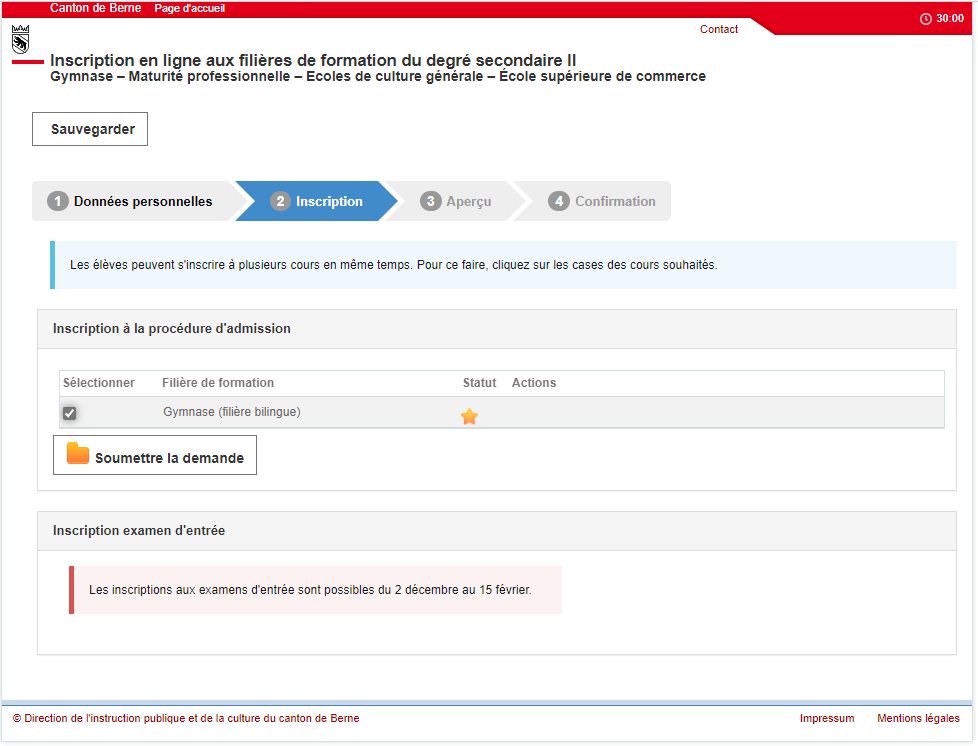 Canton de Berne Page d'accueil
30:00
Contact
Inscription en ligne aux filières de formation du degré secondaire II
Gymnase – Maturité professionnelle – Ecoles de culture générale – École supérieure de commerce
Sauvegarder
1 Données personnelles 2 Inscription 3 Aperçu 4 Confirmation
Les élèves peuvent s'inscrire à plusieurs cours en même temps. Pour ce faire, cliquez sur les cases des cours souhaités.
Inscription à la procédure d'admission
Sélectionner Filière de formation Statut Actions
Gymnase (filière bilingue)
Soumettre la demande
Inscription examen d'entrée
Les inscriptions aux examens d'entrée sont possibles du 2 décembre au 15 février.
© Direction de l'instruction publique et de la culture du canton de Berne Impressum Mentions légales